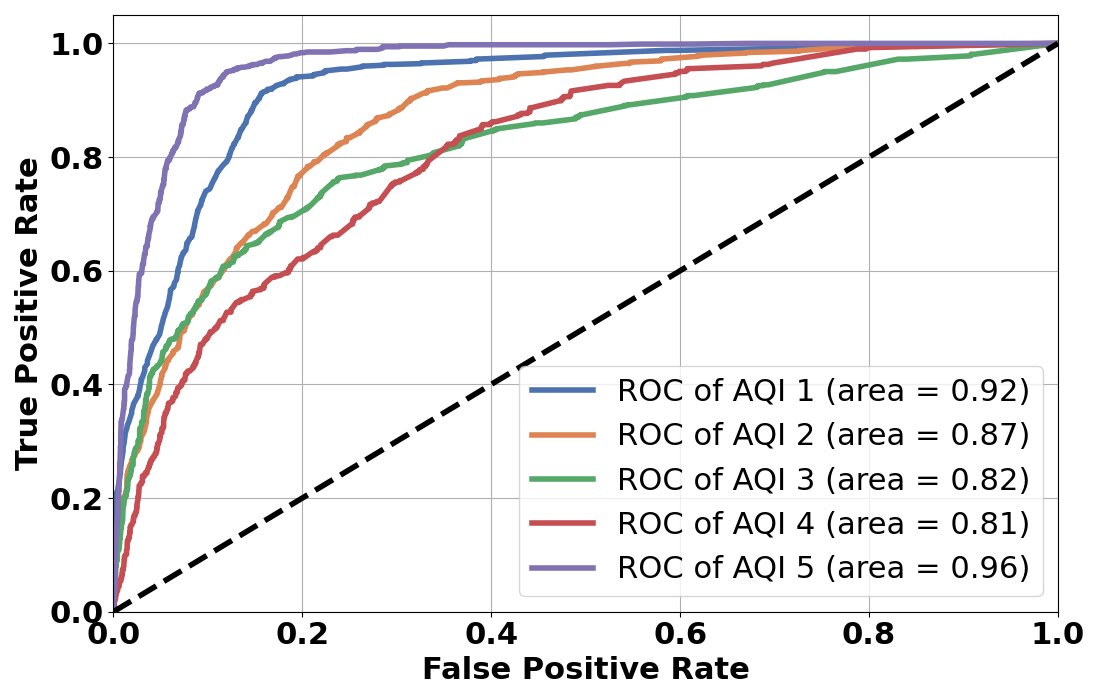 1.0
0.8
0.6
0.4
0.2
0.0
True Positive Rate
ROC of AQI 1 (area = 0.92)
ROC of AQI 2 (area = 0.87)
ROC of AQI 3 (area = 0.82)
ROC of AQI 4 (area = 0.81)
ROC of AQI 5 (area = 0.96)
0.0 0.2 0.4 0.6 0.8 1.0
False Positive Rate